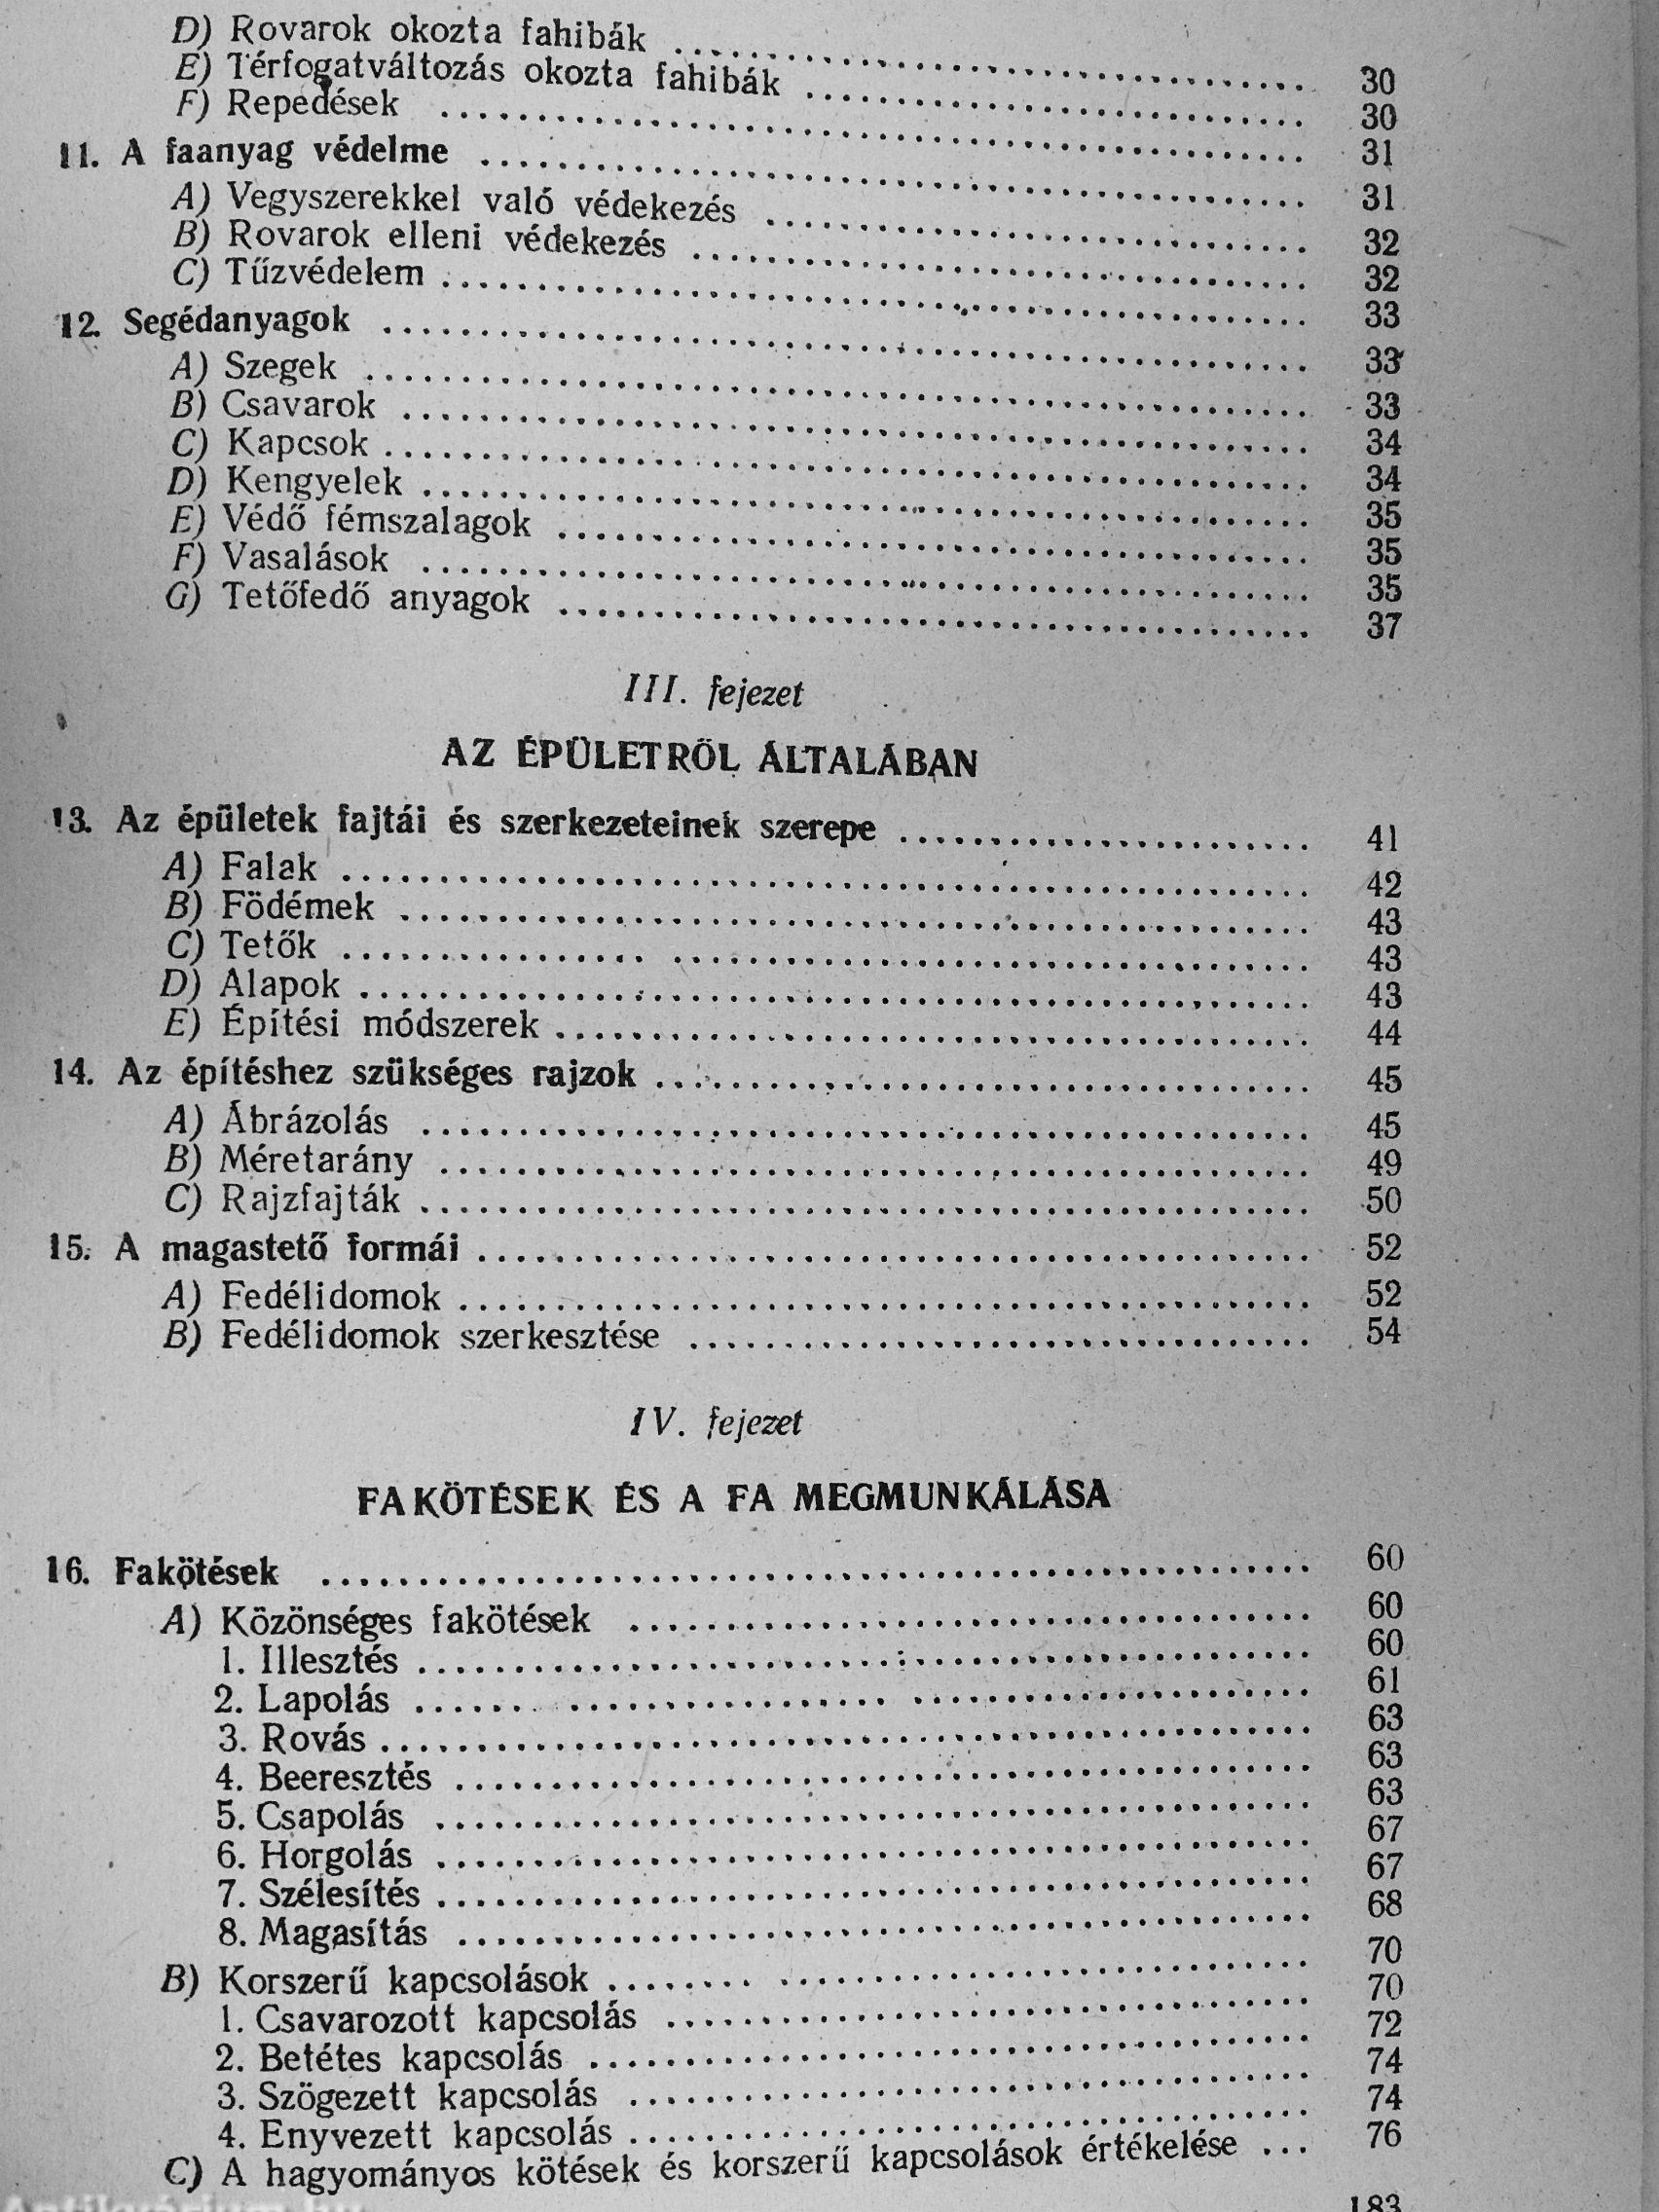 D) Rovarok okozta fahibák .......... 30
E) Térfogatváltozás okozta fahibák .......... 30
F) Repedések .......... 31
11. A faanyag védelme .......... 31
A) Vegyszerekkel való védekezés .......... 32
B) Rovarok elleni védekezés .......... 32
C) Tűzvédelem .......... 33
12. Segédanyagok .......... 33
A) Szegek .......... 33
B) Csavarok .......... 34
C) Kapcsok .......... 34
D) Kengyelek .......... 35
E) Védő fémszalagok .......... 35
F) Vasalások .......... 35
G) Tetőfedő anyagok .......... 37
III. fejezet
AZ ÉPÜLETRŐL ÁLTALÁBAN
13. Az épületek fajtái és szerkezeteinek szerepe .......... 41
A) Falak .......... 42
B) Födémek .......... 43
C) Tetők .......... 43
D) Alapok .......... 43
E) Építési módszerek .......... 44
14. Az építéshez szükséges rajzok .......... 45
A) Ábrázolás .......... 45
B) Méretarány .......... 49
C) Rajzfajták .......... 50
15. A magastető formái .......... 52
A) Fedélidomok .......... 52
B) Fedélidomok szerkesztése .......... 54
IV. fejezet
FAKÖTÉSEK ÉS A FA MEGMUNKÁLÁSA
16. Fakötések .......... 60
A) Közönséges fakötések .......... 60
1. Illesztés .......... 60
2. Lapolás .......... 61
3. Rovás .......... 63
4. Beeresztés .......... 63
5. Csapolás .......... 63
6. Horgolás .......... 67
7. Szélesítés .......... 67
8. Magasítás .......... 68
B) Korszerű kapcsolások .......... 70
1. Csavarozott kapcsolás .......... 70
2. Betétes kapcsolás .......... 72
3. Szögezett kapcsolás .......... 74
4. Enyvezett kapcsolás .......... 74
C) A hagyományos kötések és korszerű kapcsolások értékelése ... 76
183